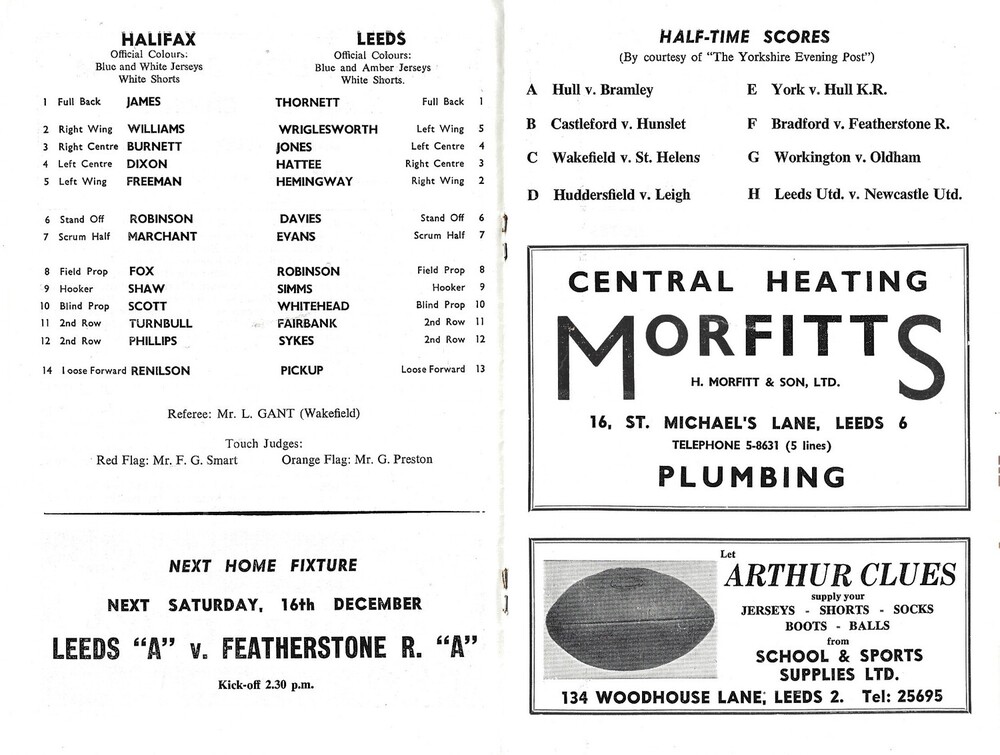 HALIFAX
Official Colours:
Blue and White Jerseys
White Shorts
LEEDS
Official Colours:
Blue and Amber Jerseys
White Shorts.
1 Full Back JAMES THORNETT Full Back 1
2 Right Wing WILLIAMS WRIGLESWORTH Left Wing 5
3 Right Centre BURNETT JONES Left Centre 4
4 Left Centre DIXON HATTEE Right Centre 3
5 Left Wing FREEMAN HEMINGWAY Right Wing 2
6 Stand Off ROBINSON DAVIES Stand Off 6
7 Scrum Half MARCHANT EVANS Scrum Half 7
8 Field Prop FOX ROBINSON Field Prop 8
9 Hooker SHAW SIMMS Hooker 9
10 Blind Prop SCOTT WHITEHEAD Blind Prop 10
11 2nd Row TURNBULL FAIRBANK 2nd Row 11
12 2nd Row PHILLIPS SYKES 2nd Row 12
14 Loose Forward RENILSON PICKUP Loose Forward 13
Referee: Mr. L. GANT (Wakefield)
Touch Judges:
Red Flag: Mr. F. G. Smart Orange Flag: Mr. G. Preston
NEXT HOME FIXTURE
NEXT SATURDAY, 16th DECEMBER
LEEDS "A" v. FEATHERSTONE R. "A"
Kick-off 2.30 p.m.
HALF-TIME SCORES
(By courtesy of "The Yorkshire Evening Post")
A Hull v. Bramley E York v. Hull K.R.
B Castleford v. Hunslet F Bradford v. Featherstone R.
C Wakefield v. St. Helens G Workington v. Oldham
D Huddersfield v. Leigh H Leeds Utd. v. Newcastle Utd.
CENTRAL HEATING
MORFITTS
H. MORFITT & SON, LTD.
16, ST. MICHAEL'S LANE, LEEDS 6
TELEPHONE 5-8631 (5 lines)
PLUMBING
Let
ARTHUR CLUES
supply your
JERSEYS - SHORTS - SOCKS
BOOTS - BALLS
from
SCHOOL & SPORTS
SUPPLIES LTD.
134 WOODHOUSE LANE, LEEDS 2. Tel: 25695